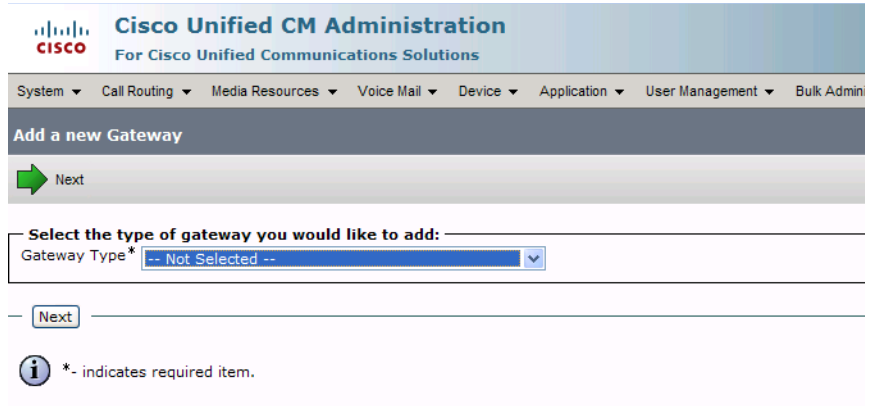 CISCO
Cisco Unified CM Administration
For Cisco Unified Communications Solutions
System Call Routing Media Resources Voice Mail Device Application User Management Bulk Admini
Add a new Gateway
Next
Select the type of gateway you would like to add:
Gateway Type* -- Not Selected --
Next
i *- indicates required item.